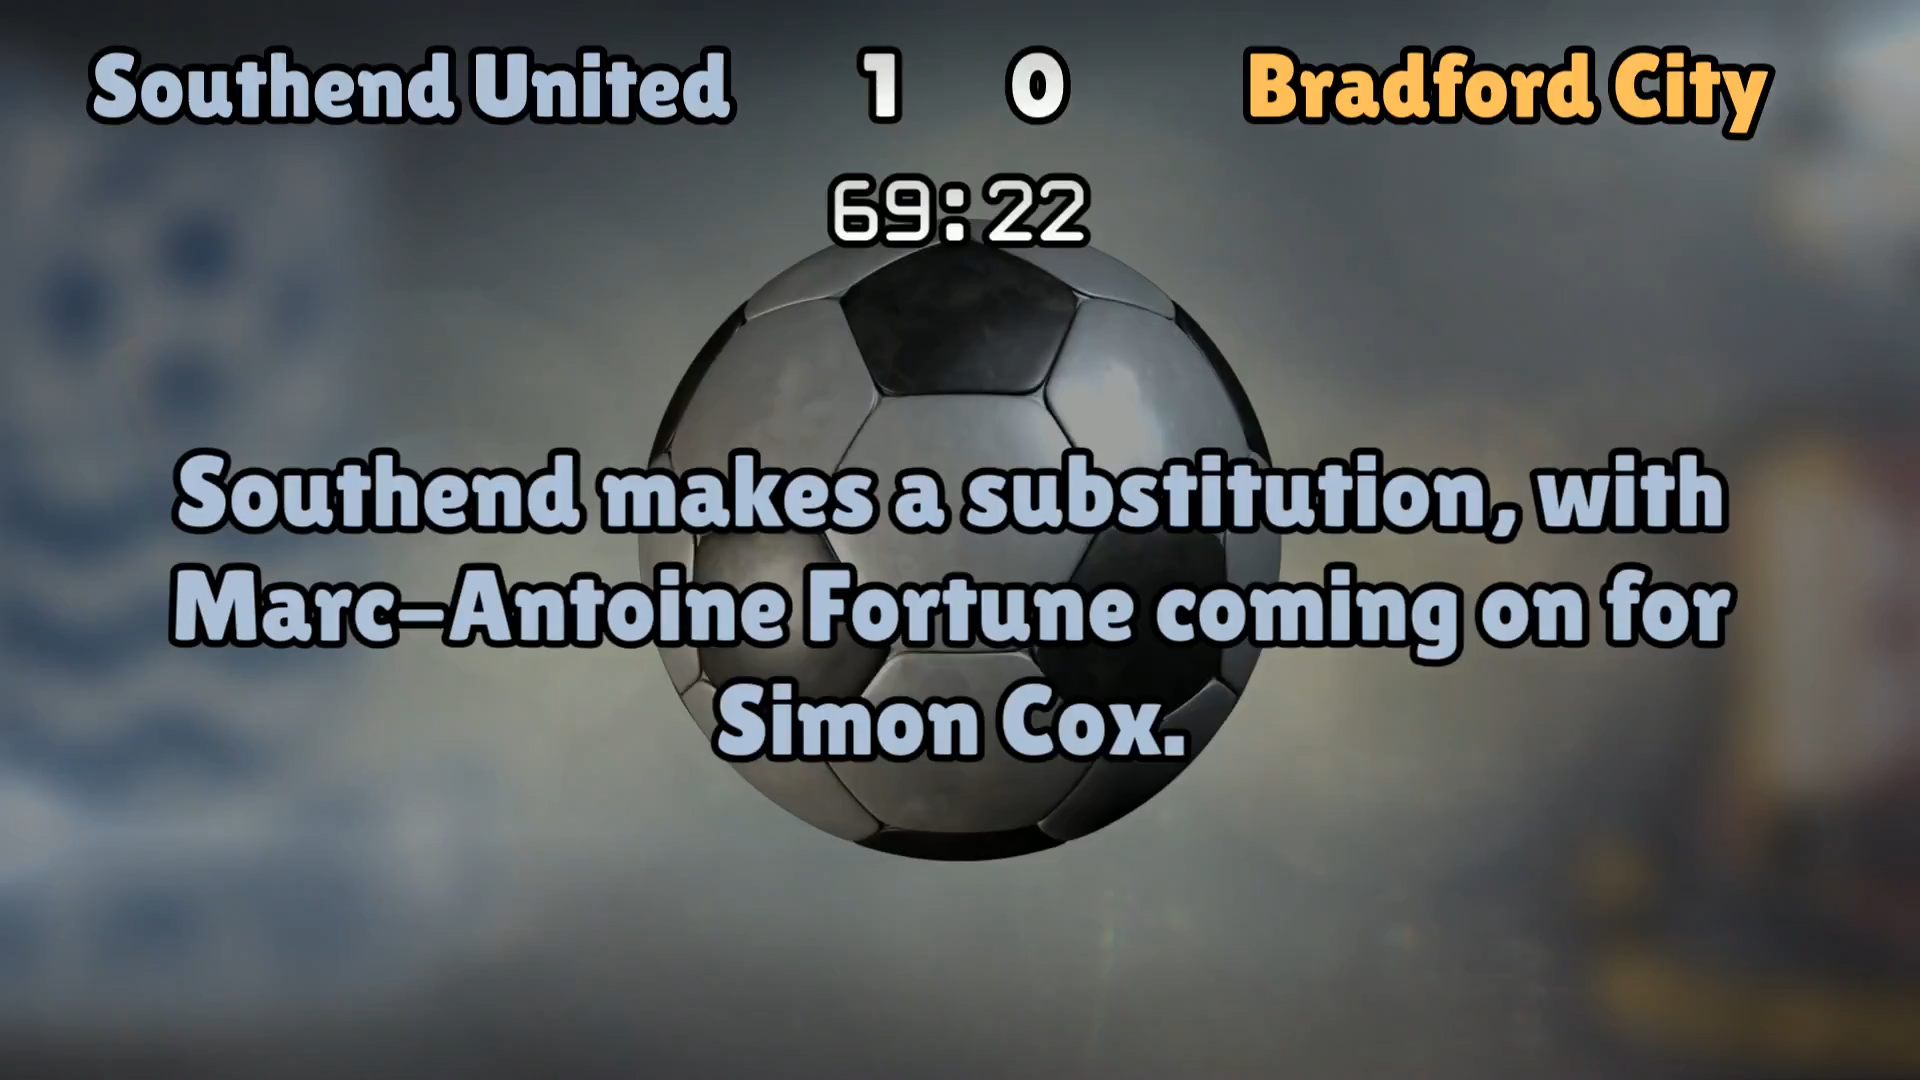 Southend United 1 0 Bradford City
69:22
Southend makes a substitution, with
Marc-Antoine Fortune coming on for
Simon Cox.